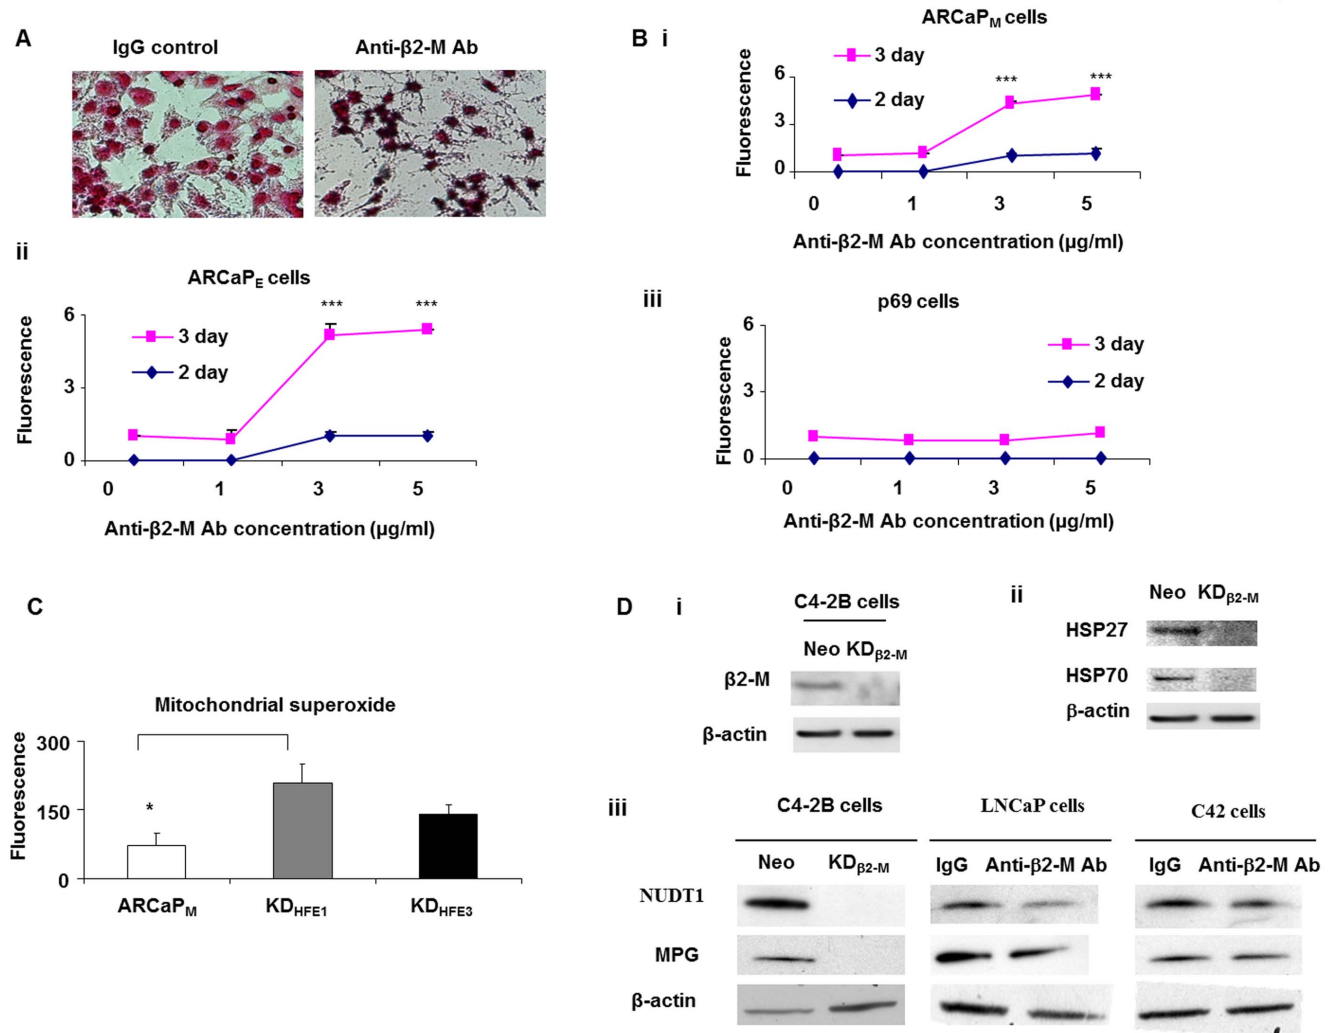 A
IgG control
Anti-β2-M Ab
B i
ARCaPM cells
3 day
2 day
Fluorescence
6
3
0
***
***
0 1 3 5
Anti-β2-M Ab concentration (µg/ml)
ii
ARCaPE cells
3 day
2 day
Fluorescence
6
3
0
***
***
0 1 3 5
Anti-β2-M Ab concentration (µg/ml)
iii
p69 cells
3 day
2 day
Fluorescence
6
3
0
0 1 3 5
Anti-β2-M Ab concentration (µg/ml)
C
Mitochondrial superoxide
Fluorescence
300
150
0
*
ARCaPM KDHFE1 KDHFE3
D i
C4-2B cells
Neo KDβ2-M
β2-M
β-actin
ii
Neo KDβ2-M
HSP27
HSP70
β-actin
iii
C4-2B cells
LNCaP cells
C42 cells
Neo KDβ2-M
IgG Anti-β2-M Ab
IgG Anti-β2-M Ab
NUDT1
MPG
β-actin